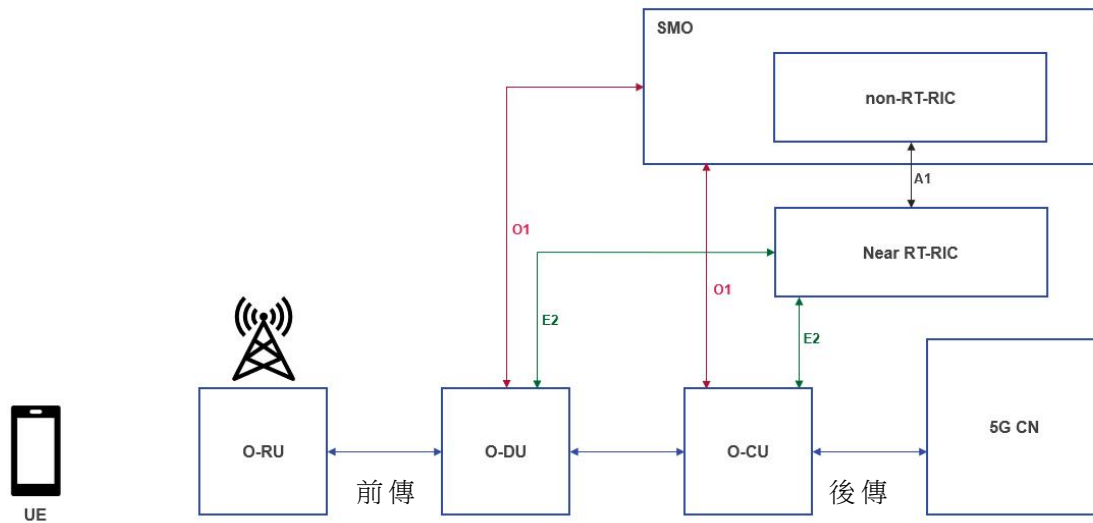 SMO
non-RT-RIC
A1
O1
Near RT-RIC
O1
E2
E2
O-RU
O-DU
O-CU
5G CN
前傳
後傳
UE